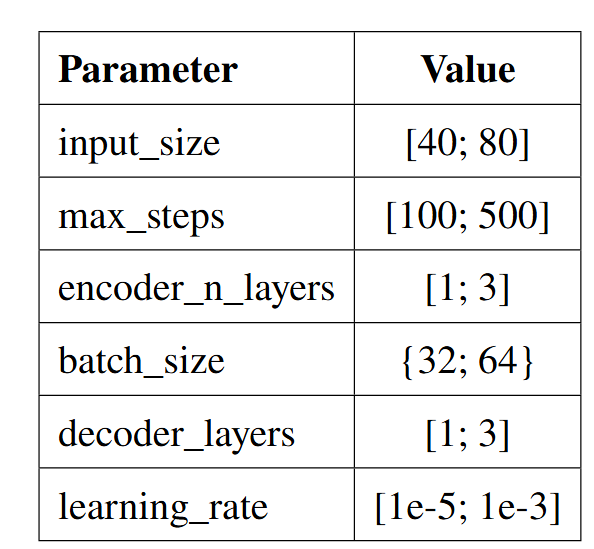 Parameter Value
input_size [40; 80]
max_steps [100; 500]
encoder_n_layers [1; 3]
batch_size {32; 64}
decoder_layers [1; 3]
learning_rate [1e-5; 1e-3]